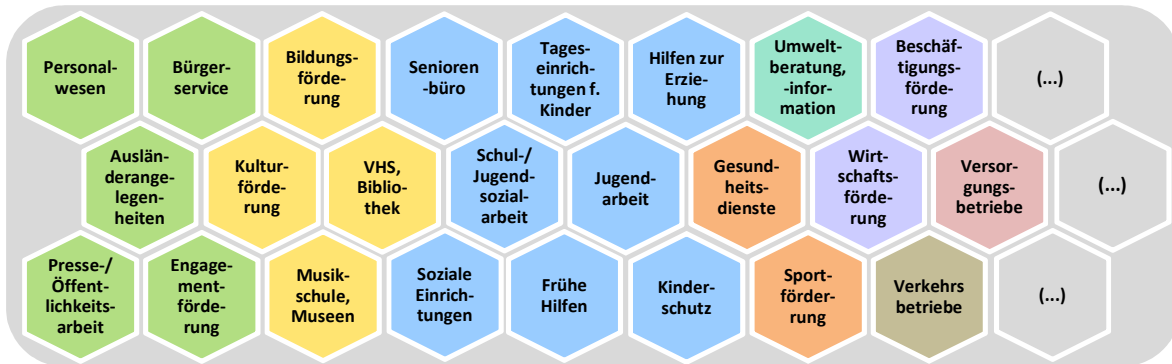 Personal-
wesen
Bürger-
service
Bildungs-
förde-
rung
Senioren
-büro
Tages-
einrich-
tungen f.
Kinder
Hilfen zur
Erzie-
hung
Umwelt-
beratung,
-infor-
mation
Beschäf-
tigungs-
förde-
rung
(...)
Auslän-
derange-
legen-
heiten
Kultur-
förde-
rung
VHS,
Biblio-
thek
Schul-/
Jugend-
sozial-
arbeit
Jugend-
arbeit
Gesund-
heits-
dienste
Wirt-
schafts-
förde-
rung
Versor-
gungs-
betriebe
(...)
Presse-/
Öffent-
lichkeits-
arbeit
Engage-
ment-
förde-
rung
Musik-
schule,
Museen
Soziale
Einrich-
tungen
Frühe
Hilfen
Kinder-
schutz
Sport-
förder-
rung
Verkehrs
betriebe
(...)